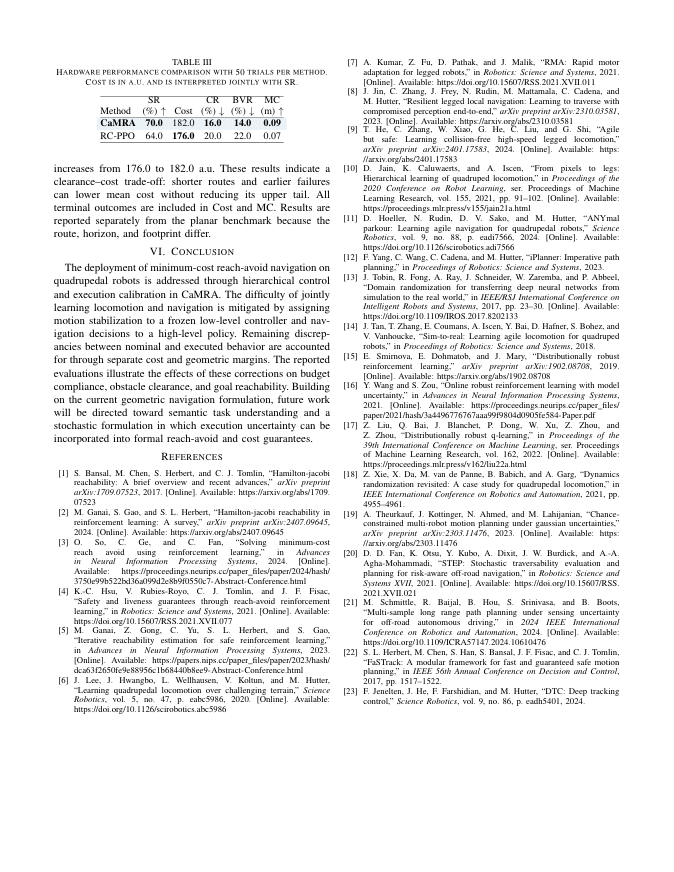 TABLE III
HARDWARE PERFORMANCE COMPARISON WITH 50 TRIALS PER METHOD.
COST IS IN A.U. AND IS INTERPRETED JOINTLY WITH SR.
SR CR BVR MC
Method (%) ↑ Cost (%) ↓ (%) ↓ (m) ↑
CaMRA 70.0 182.0 16.0 14.0 0.09
RC-PPO 64.0 176.0 20.0 22.0 0.07
increases from 176.0 to 182.0 a.u. These results indicate a
clearance–cost trade-off: shorter routes and earlier failures
can lower mean cost without reducing its upper tail. All
terminal outcomes are included in Cost and MC. Results are
reported separately from the planar benchmark because the
route, horizon, and footprint differ.
VI. CONCLUSION
The deployment of minimum-cost reach-avoid navigation on
quadrupedal robots is addressed through hierarchical control
and execution calibration in CaMRA. The difficulty of jointly
learning locomotion and navigation is mitigated by assigning
motion stabilization to a frozen low-level controller and nav-
igation decisions to a high-level policy. Remaining discrep-
ancies between nominal and executed behavior are accounted
for through separate cost and geometric margins. The reported
evaluations illustrate the effects of these corrections on budget
compliance, obstacle clearance, and goal reachability. Building
on the current geometric navigation formulation, future work
will be directed toward semantic task understanding and a
stochastic formulation in which execution uncertainty can be
incorporated into formal reach-avoid and cost guarantees.
REFERENCES
[1] S. Bansal, M. Chen, S. Herbert, and C. J. Tomlin, “Hamilton-jacobi
reachability: A brief overview and recent advances,” arXiv preprint
arXiv:1709.07523, 2017. [Online]. Available: https://arxiv.org/abs/1709.
07523
[2] M. Ganai, S. Gao, and S. L. Herbert, “Hamilton-jacobi reachability in
reinforcement learning: A survey,” arXiv preprint arXiv:2407.09645,
2024. [Online]. Available: https://arxiv.org/abs/2407.09645
[3] O. So, C. Ge, and C. Fan, “Solving minimum-cost
reach avoid using reinforcement learning,” in Advances
in Neural Information Processing Systems, 2024. [Online].
Available: https://proceedings.neurips.cc/paper_files/paper/2024/hash/
3750e99b522bd36a099d2e8b9f0550c7-Abstract-Conference.html
[4] K.-C. Hsu, V. Rubies-Royo, C. J. Tomlin, and J. F. Fisac,
“Safety and liveness guarantees through reach-avoid reinforcement
learning,” in Robotics: Science and Systems, 2021. [Online]. Available:
https://doi.org/10.15607/RSS.2021.XVII.077
[5] M. Ganai, Z. Gong, C. Yu, S. L. Herbert, and S. Gao,
“Iterative reachability estimation for safe reinforcement learning,”
in Advances in Neural Information Processing Systems, 2023.
[Online]. Available: https://papers.nips.cc/paper_files/paper/2023/hash/
dca63f2650fe9e88956c1b68440b8ee9-Abstract-Conference.html
[6] J. Lee, J. Hwangbo, L. Wellhausen, V. Koltun, and M. Hutter,
“Learning quadrupedal locomotion over challenging terrain,” Science
Robotics, vol. 5, no. 47, p. eabc5986, 2020. [Online]. Available:
https://doi.org/10.1126/scirobotics.abc5986
[7] A. Kumar, Z. Fu, D. Pathak, and J. Malik, “RMA: Rapid motor
adaptation for legged robots,” in Robotics: Science and Systems, 2021.
[Online]. Available: https://doi.org/10.15607/RSS.2021.XVII.011
[8] J. Jin, C. Zhang, J. Frey, N. Rudin, M. Mattamala, C. Cadena, and
M. Hutter, “Resilient legged local navigation: Learning to traverse with
compromised perception end-to-end,” arXiv preprint arXiv:2310.03581,
2023. [Online]. Available: https://arxiv.org/abs/2310.03581
[9] T. He, C. Zhang, W. Xiao, G. He, C. Liu, and G. Shi, “Agile
but safe: Learning collision-free high-speed legged locomotion,”
arXiv preprint arXiv:2401.17583, 2024. [Online]. Available: https:
//arxiv.org/abs/2401.17583
[10] D. Jain, K. Caluwaerts, and A. Iscen, “From pixels to legs:
Hierarchical learning of quadruped locomotion,” in Proceedings of the
2020 Conference on Robot Learning, ser. Proceedings of Machine
Learning Research, vol. 155, 2021, pp. 91–102. [Online]. Available:
https://proceedings.mlr.press/v155/jain21a.html
[11] D. Hoeller, N. Rudin, D. V. Sako, and M. Hutter, “ANYmal
parkour: Learning agile navigation for quadrupedal robots,” Science
Robotics, vol. 9, no. 88, p. eadi7566, 2024. [Online]. Available:
https://doi.org/10.1126/scirobotics.adi7566
[12] F. Yang, C. Wang, C. Cadena, and M. Hutter, “iPlanner: Imperative path
planning,” in Proceedings of Robotics: Science and Systems, 2023.
[13] J. Tobin, R. Fong, A. Ray, J. Schneider, W. Zaremba, and P. Abbeel,
“Domain randomization for transferring deep neural networks from
simulation to the real world,” in IEEE/RSJ International Conference on
Intelligent Robots and Systems, 2017, pp. 23–30. [Online]. Available:
https://doi.org/10.1109/IROS.2017.8202133
[14] J. Tan, T. Zhang, E. Coumans, A. Iscen, Y. Bai, D. Hafner, S. Bohez, and
V. Vanhoucke, “Sim-to-real: Learning agile locomotion for quadruped
robots,” in Proceedings of Robotics: Science and Systems, 2018.
[15] E. Smirnova, E. Dohmatob, and J. Mary, “Distributionally robust
reinforcement learning,” arXiv preprint arXiv:1902.08708, 2019.
[Online]. Available: https://arxiv.org/abs/1902.08708
[16] Y. Wang and S. Zou, “Online robust reinforcement learning with model
uncertainty,” in Advances in Neural Information Processing Systems,
2021. [Online]. Available: https://proceedings.neurips.cc/paper_files/
paper/2021/hash/3a4496776767aaa99f9804d0905fe584-Paper.pdf
[17] Z. Liu, Q. Bai, J. Blanchet, P. Dong, W. Xu, Z. Zhou, and
Z. Zhou, “Distributionally robust q-learning,” in Proceedings of the
39th International Conference on Machine Learning, ser. Proceedings
of Machine Learning Research, vol. 162, 2022. [Online]. Available:
https://proceedings.mlr.press/v162/liu22a.html
[18] Z. Xie, X. Da, M. van de Panne, B. Babich, and A. Garg, “Dynamics
randomization revisited: A case study for quadrupedal locomotion,” in
IEEE International Conference on Robotics and Automation, 2021, pp.
4955–4961.
[19] A. Theurkauf, J. Kottinger, N. Ahmed, and M. Lahijanian, “Chance-
constrained multi-robot motion planning under gaussian uncertainties,”
arXiv preprint arXiv:2303.11476, 2023. [Online]. Available: https:
//arxiv.org/abs/2303.11476
[20] D. D. Fan, K. Otsu, Y. Kubo, A. Dixit, J. W. Burdick, and A.-A.
Agha-Mohammadi, “STEP: Stochastic traversability evaluation and
planning for risk-aware off-road navigation,” in Robotics: Science and
Systems XVII, 2021. [Online]. Available: https://doi.org/10.15607/RSS.
2021.XVII.021
[21] M. Schmittle, R. Baijal, B. Hou, S. Srinivasa, and B. Boots,
“Multi-sample long range path planning under sensing uncertainty
for off-road autonomous driving,” in 2024 IEEE International
Conference on Robotics and Automation, 2024. [Online]. Available:
https://doi.org/10.1109/ICRA57147.2024.10610476
[22] S. L. Herbert, M. Chen, S. Han, S. Bansal, J. F. Fisac, and C. J. Tomlin,
“FaSTrack: A modular framework for fast and guaranteed safe motion
planning,” in IEEE 56th Annual Conference on Decision and Control,
2017, pp. 1517–1522.
[23] F. Jenelten, J. He, F. Farshidian, and M. Hutter, “DTC: Deep tracking
control,” Science Robotics, vol. 9, no. 86, p. eadh5401, 2024.